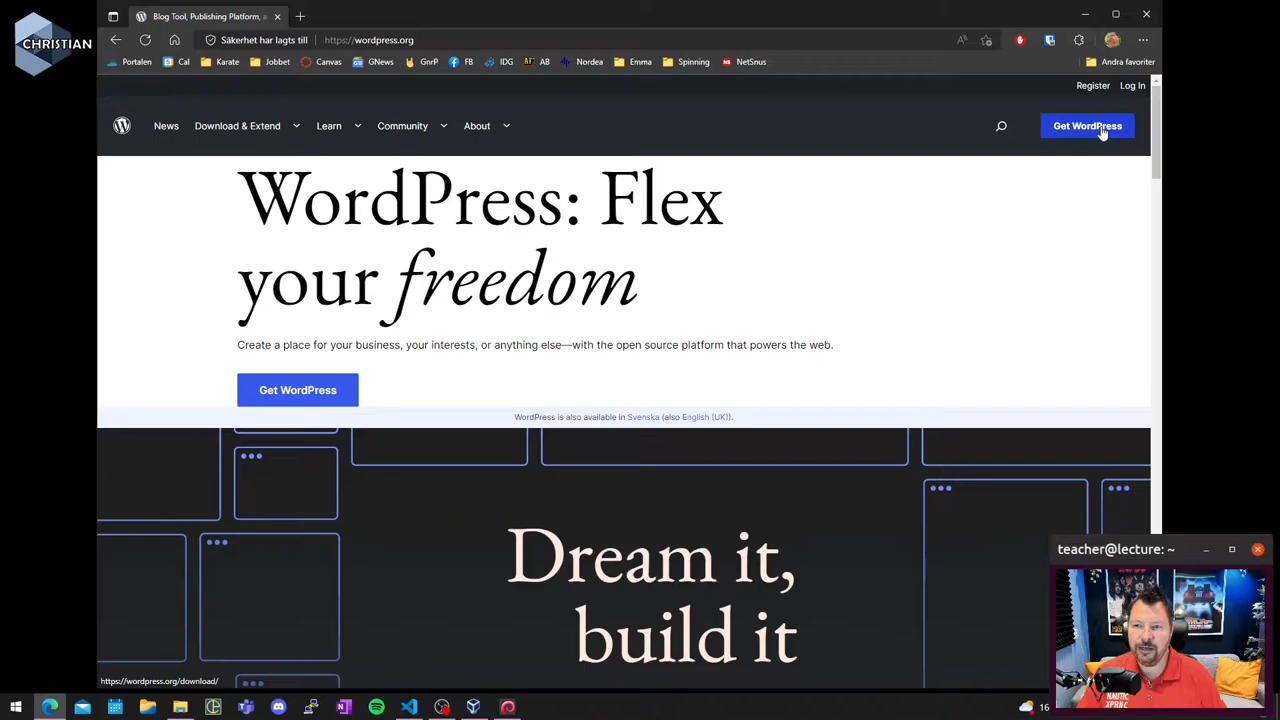 CHRISTIAN
Blog Tool, Publishing Platform, a
Säkerhet har lagts till
https://wordpress.org
Portalen
Cal
Karate
Jobbet
Canvas
GNews
GnrP
FB
IDG
AB
Nordea
Emma
Spinning
NetSnus
Andra favoriter
Register
Log In
News
Download & Extend
Learn
Community
About
Get WordPress
WordPress: Flex
your freedom
Create a place for your business, your interests, or anything else—with the open source platform that powers the web.
Get WordPress
WordPress is also available in Svenska (also English (UK)).
Dream it,
build it
teacher@lecture: ~
NAUTIC
XPRNC
https://wordpress.org/download/
16